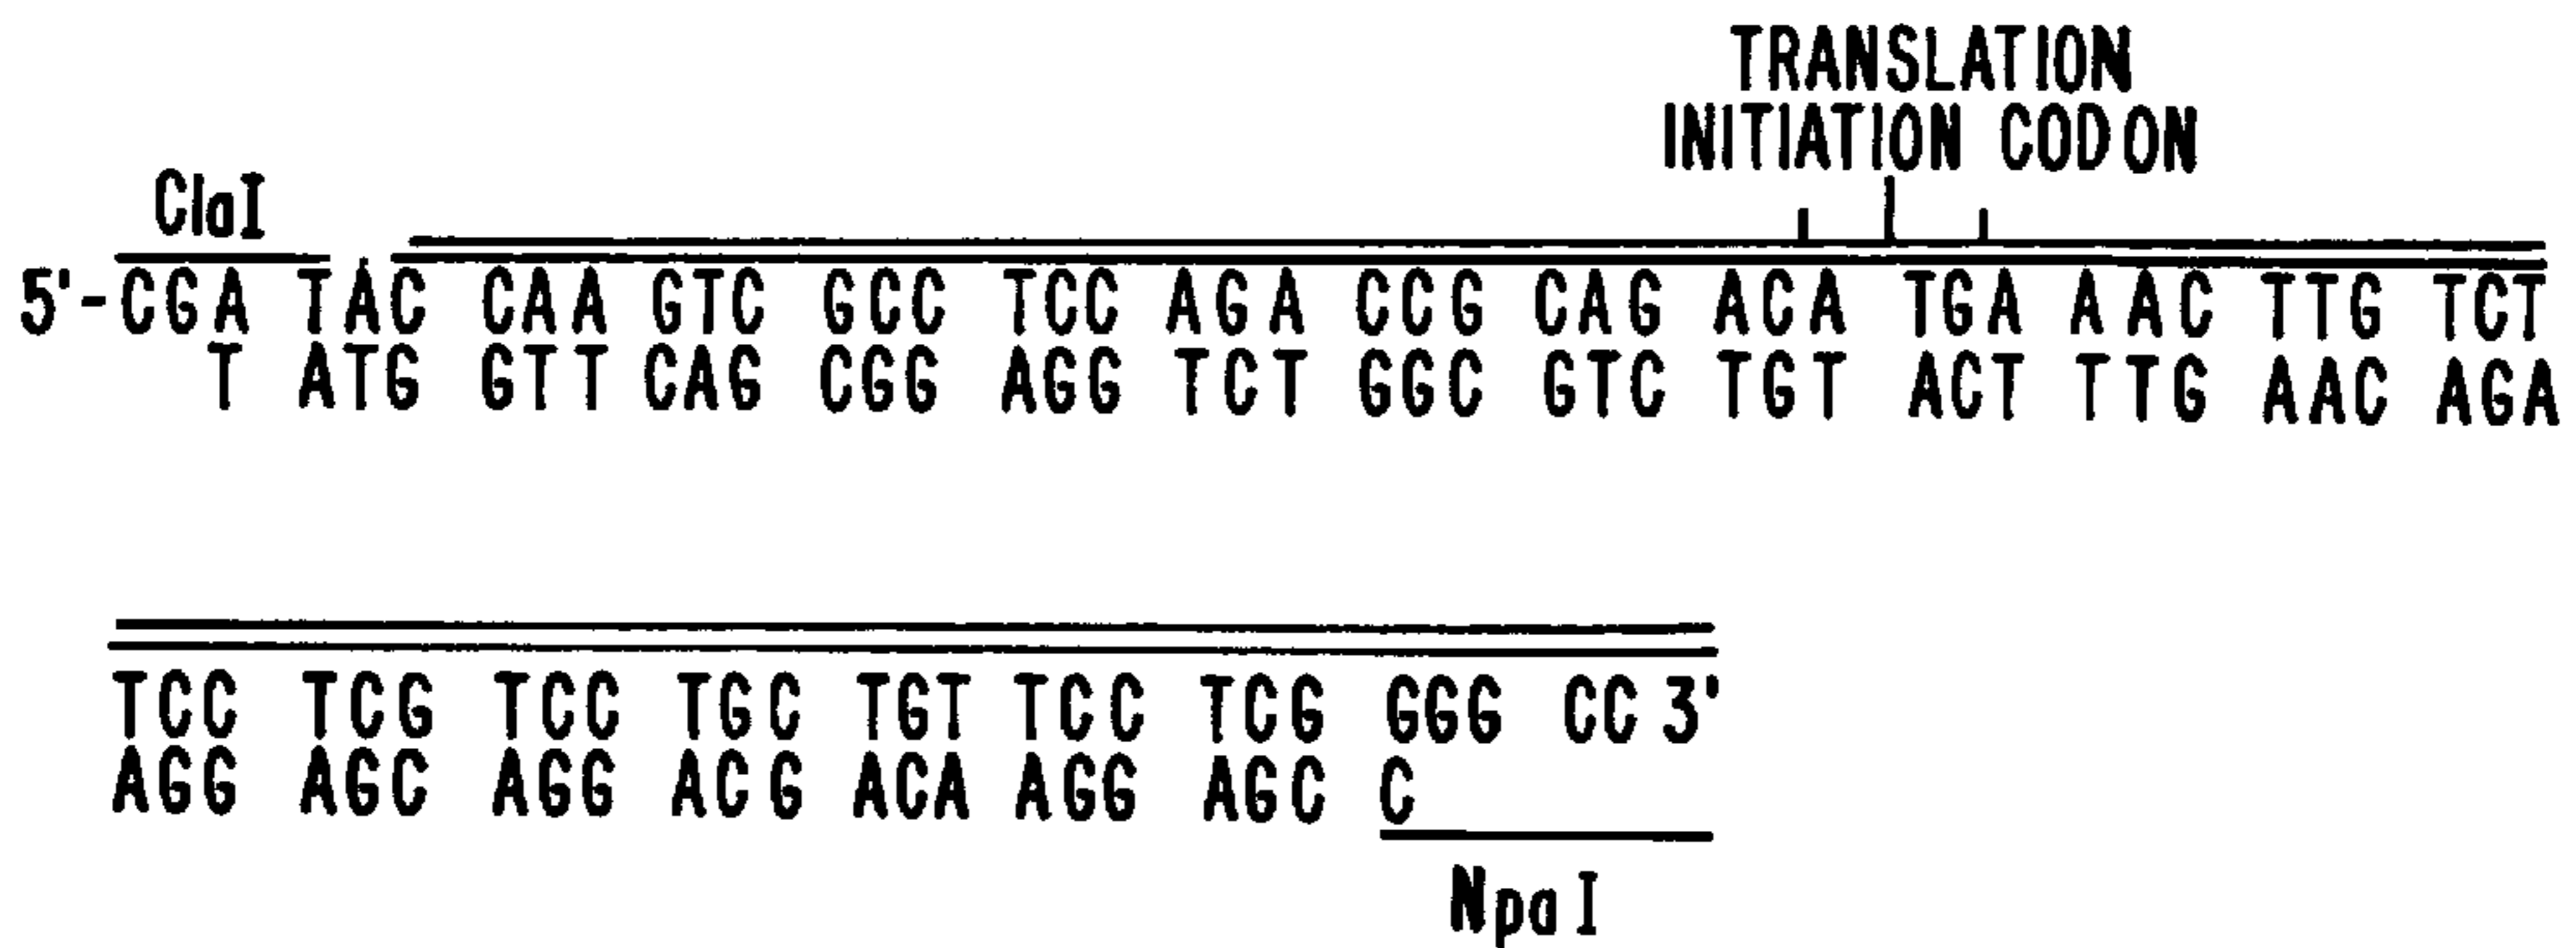 TRANSLATION
INITIATION CODON
ClaI
5'-CGA TAC CAA GTC GCC TCC AGA CCG CAG ACA TGA AAC TTG TCT
T ATG GTT CAG CGG AGG TCT GGC GTC TGT ACT TTG AAC AGA
TCC TCG TCC TGC TGT TCC TCG GGG CC 3'
AGG AGC AGG ACG ACA AGG AGC C
NpaI